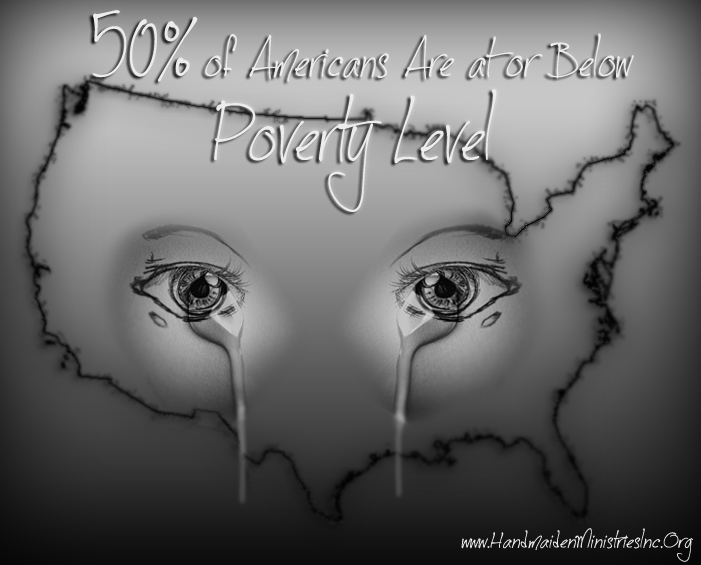 50% of Americans Are at or Below
Poverty Level
www.HandmaidenMinistriesInc.Org